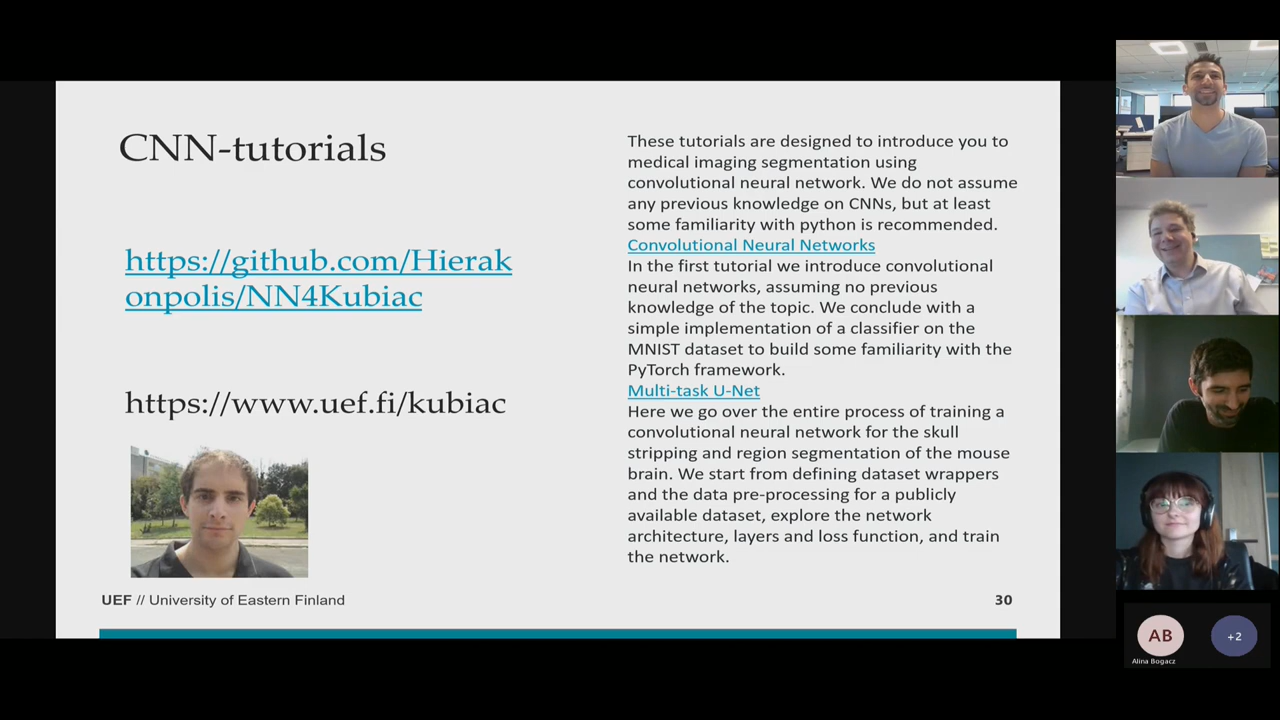 CNN-tutorials
https://github.com/Hierak
onpolis/NN4Kubiac
https://www.uef.fi/kubiac
These tutorials are designed to introduce you to
medical imaging segmentation using
convolutional neural network. We do not assume
any previous knowledge on CNNs, but at least
some familiarity with python is recommended.
Convolutional Neural Networks
In the first tutorial we introduce convolutional
neural networks, assuming no previous
knowledge of the topic. We conclude with a
simple implementation of a classifier on the
MNIST dataset to build some familiarity with the
PyTorch framework.
Multi-task U-Net
Here we go over the entire process of training a
convolutional neural network for the skull
stripping and region segmentation of the mouse
brain. We start from defining dataset wrappers
and the data pre-processing for a publicly
available dataset, explore the network
architecture, layers and loss function, and train
the network.
UEF // University of Eastern Finland
30
AB
Alina Bogacz
+2